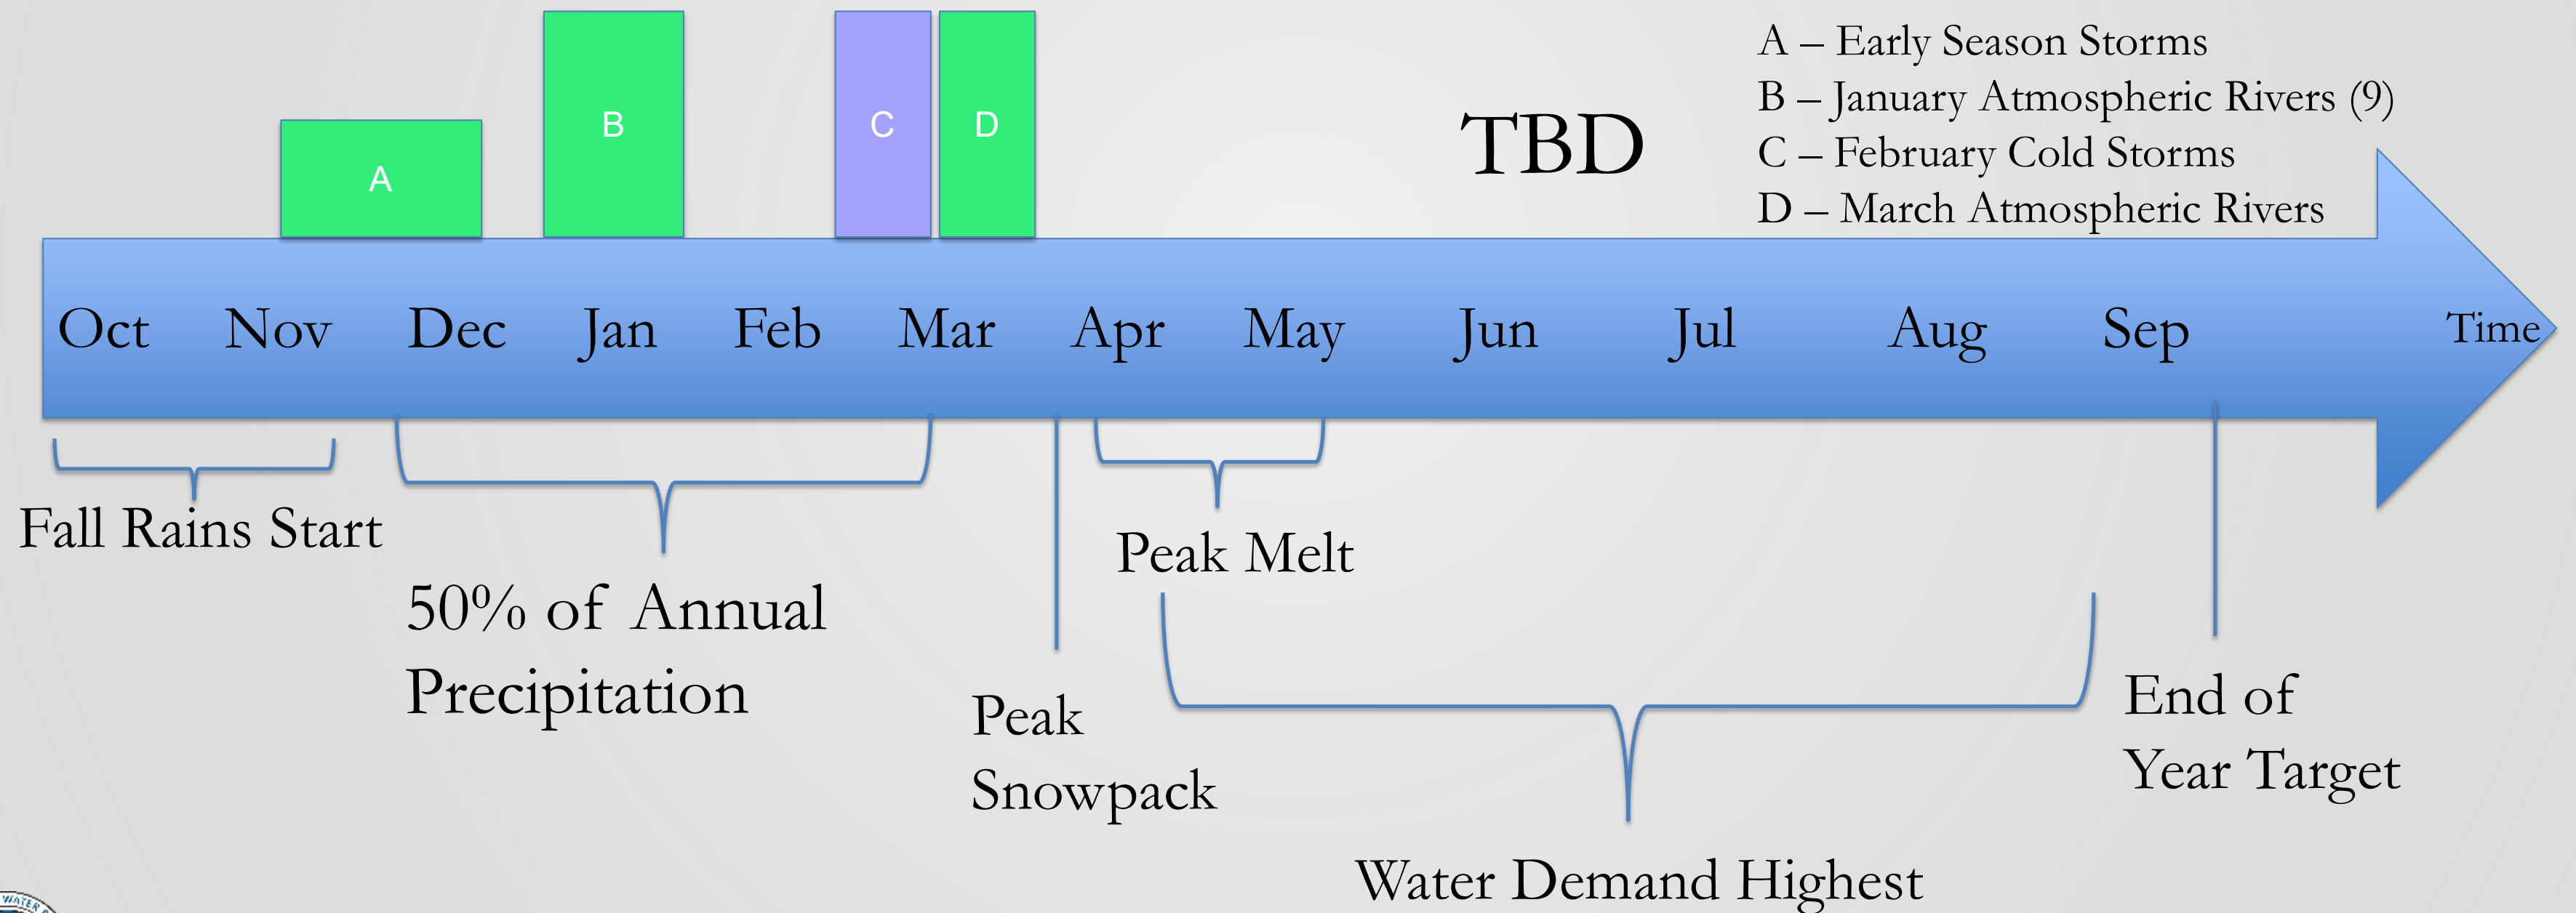 A
B
C
D
TBD
A – Early Season Storms
B – January Atmospheric Rivers (9)
C – February Cold Storms
D – March Atmospheric Rivers
Oct Nov Dec Jan Feb Mar Apr May Jun Jul Aug Sep Time
Fall Rains Start
50% of Annual
Precipitation
Peak
Snowpack
Peak Melt
Water Demand Highest
End of
Year Target
WATER